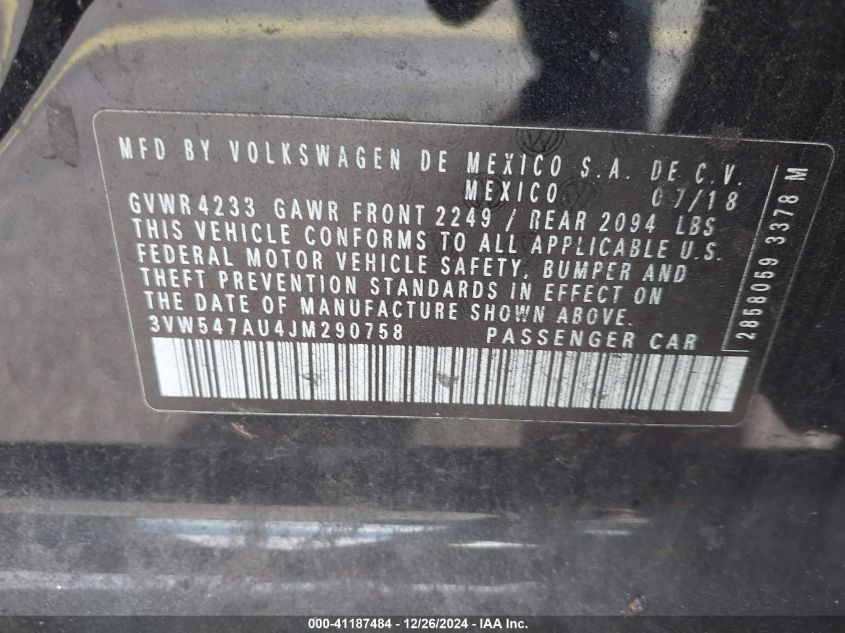 MFD BY VOLKSWAGEN DE MEXICO S.A. DE C.V.
MEXICO 07/18
GVWR 4233 GAWR FRONT 2249 / REAR 2094 LBS
THIS VEHICLE CONFORMS TO ALL APPLICABLE U.S.
FEDERAL MOTOR VEHICLE SAFETY, BUMPER AND
THEFT PREVENTION STANDARDS IN EFFECT ON
THE DATE OF MANUFACTURE SHOWN ABOVE.
3VW547AU4JM290758 PASSENGER CAR
2858059 3378 M
000-41187484 - 12/26/2024 - IAA Inc.